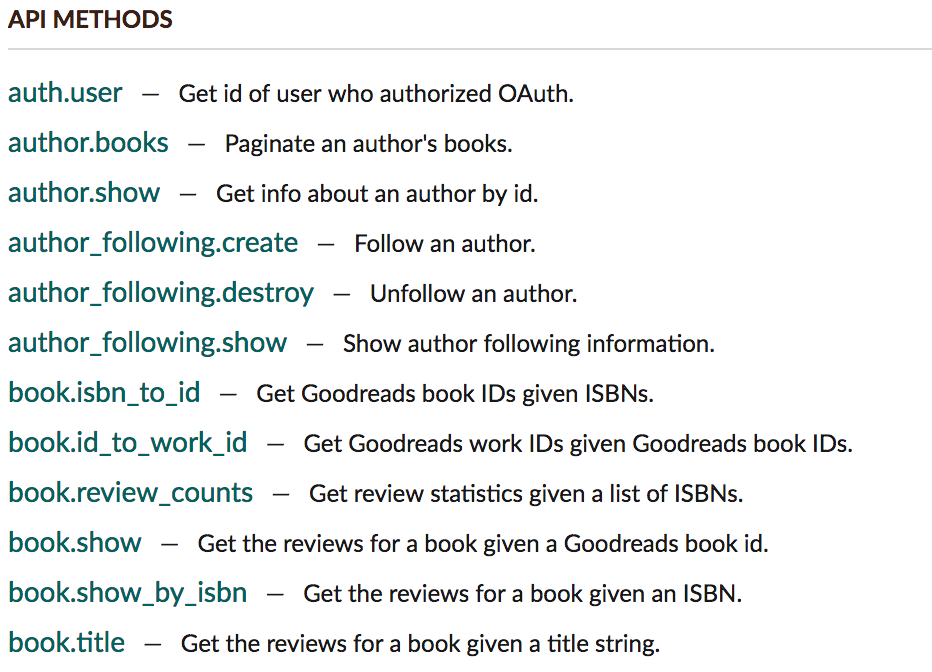 API METHODS
auth.user — Get id of user who authorized OAuth.
author.books — Paginate an author's books.
author.show — Get info about an author by id.
author_following.create — Follow an author.
author_following.destroy — Unfollow an author.
author_following.show — Show author following information.
book.isbn_to_id — Get Goodreads book IDs given ISBNs.
book.id_to_work_id — Get Goodreads work IDs given Goodreads book IDs.
book.review_counts — Get review statistics given a list of ISBNs.
book.show — Get the reviews for a book given a Goodreads book id.
book.show_by_isbn — Get the reviews for a book given an ISBN.
book.title — Get the reviews for a book given a title string.